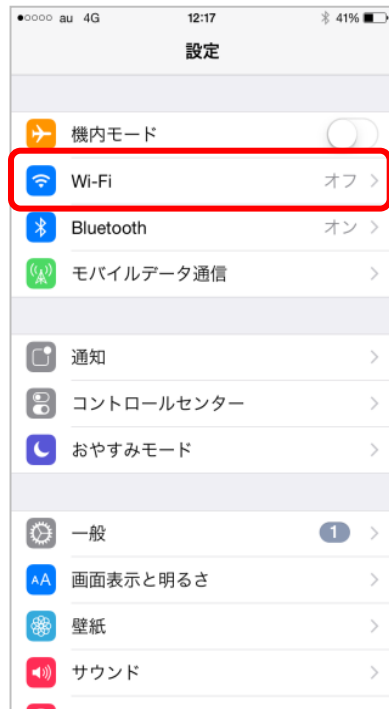 au 4G 12:17 41%
設定
機内モード
Wi-Fi オフ
Bluetooth オン
モバイルデータ通信
通知
コントロールセンター
おやすみモード
一般 1
AA 画面表示と明るさ
壁紙
サウンド